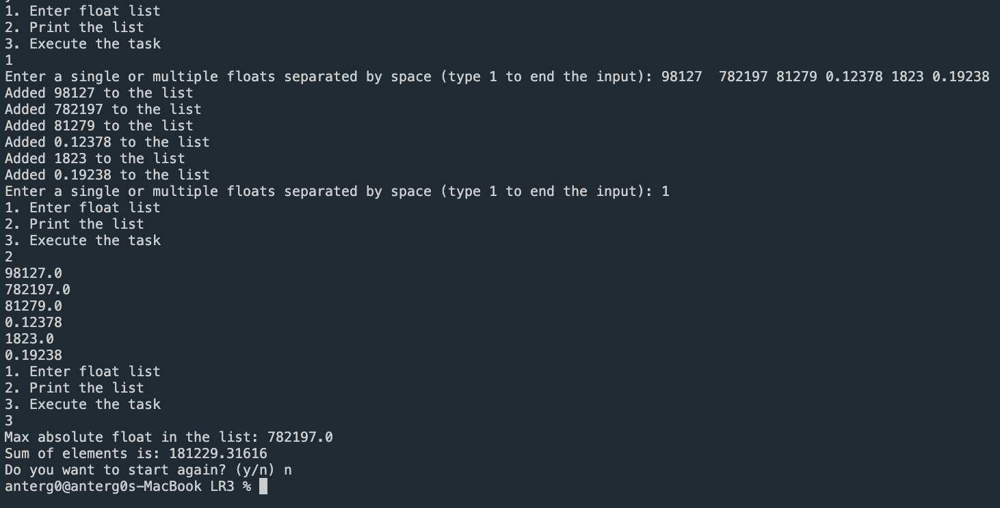 1. Enter float list
2. Print the list
3. Execute the task
1
Enter a single or multiple floats separated by space (type 1 to end the input): 98127  782197 81279 0.12378 1823 0.19238
Added 98127 to the list
Added 782197 to the list
Added 81279 to the list
Added 0.12378 to the list
Added 1823 to the list
Added 0.19238 to the list
Enter a single or multiple floats separated by space (type 1 to end the input): 1
1. Enter float list
2. Print the list
3. Execute the task
2
98127.0
782197.0
81279.0
0.12378
1823.0
0.19238
1. Enter float list
2. Print the list
3. Execute the task
3
Max absolute float in the list: 782197.0
Sum of elements is: 181229.31616
Do you want to start again? (y/n) n
anterg0@anterg0s-MacBook LR3 %